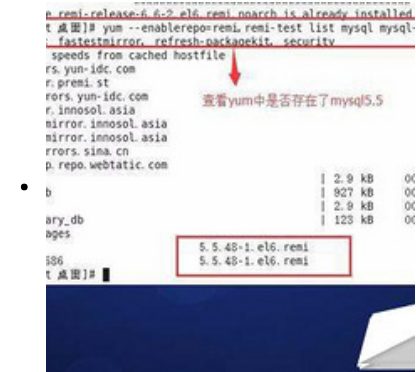 e remi-release-6.6-2.el6.remi.noarch is already installed
t 桌面]# yum --enablerepo=remi,remi-test list mysql mysql-
fastestmirror, refresh-packagekit, security
speeds from cached hostfile
rs.yun-idc.com
r.premi.st
rors.yun-idc.com
查看yum中是否存在了mysql5.5
r.innosol.asia
mirror.innosol.asia
mirror.innosol.asia
rrors.sina.cn
p.repo.webtatic.com
| 2.9 kB 00
b | 927 kB 00
| 2.9 kB 00
ary_db | 123 kB 00
ages
5.5.48-1.el6.remi
686 5.5.48-1.el6.remi
t 桌面]#